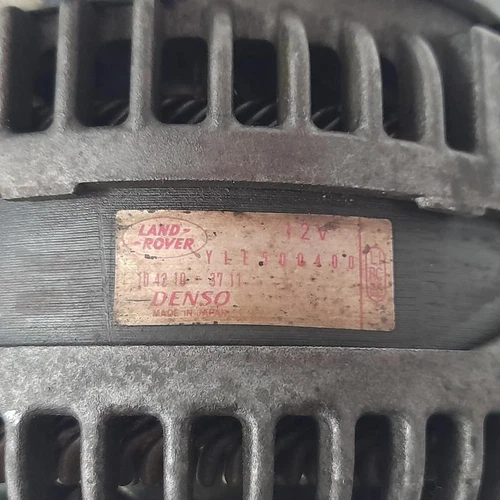 LAND-
-ROVER
12V
YLE500400
104210-3711
DENSO
MADE IN JAPAN